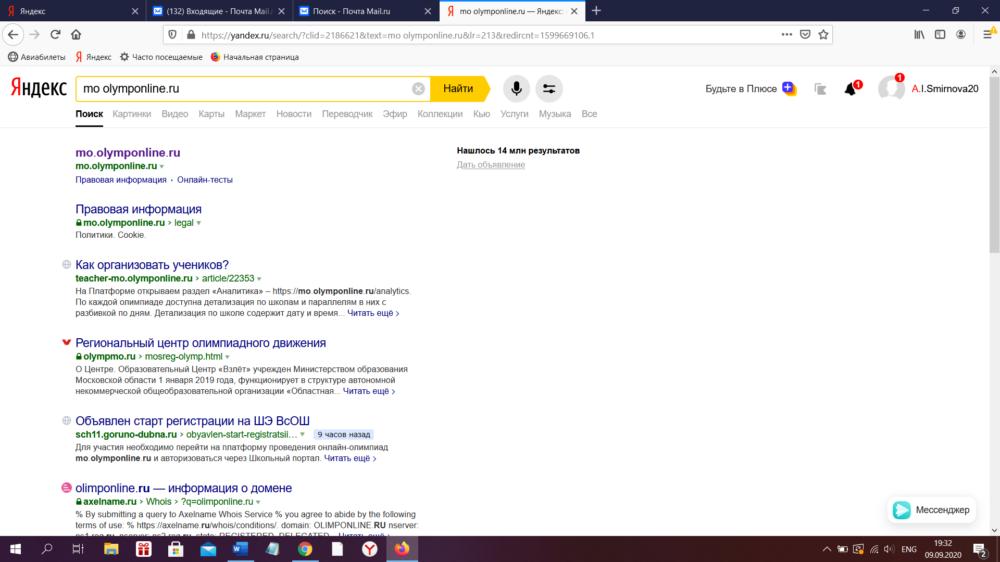 Яндекс
(132) Входящие - Почта Mail.r
Поиск - Почта Mail.ru
mo olymponline.ru — Яндекс:
https://yandex.ru/search/?clid=2186621&text=mo olymponline.ru&lr=213&redircnt=1599669106.1
Авиабилеты
Яндекс
Часто посещаемые
Начальная страница
Яндекс
mo olymponline.ru
Найти
Будьте в Плюсе
1
1
A.I.Smirnova20
Поиск Картинки Видео Карты Маркет Новости Переводчик Эфир Коллекции Кью Услуги Музыка Все
mo.olymponline.ru
mo.olymponline.ru
Правовая информация · Онлайн-тесты
Нашлось 14 млн результатов
Дать объявление
Правовая информация
mo.olymponline.ru › legal
Политики. Cookie.
Как организовать учеников?
teacher-mo.olymponline.ru › article/22353
На Платформе открываем раздел «Аналитика» – https://mo.olymponline.ru/analytics.
По каждой олимпиаде доступна детализация по школам и параллелям в них с
разбивкой по дням. Детализация по школе содержит дату и время... Читать ещё ›
Региональный центр олимпиадного движения
olympmo.ru › mosreg-olymp.html
О Центре. Образовательный Центр «Взлёт» учрежден Министерством образования
Московской области 1 января 2019 года, функционирует в структуре автономной
некоммерческой общеобразовательной организации «Областная... Читать ещё ›
Объявлен старт регистрации на ШЭ ВсОШ
sch11.goruno-dubna.ru › obyavlen-start-registratsii… 9 часов назад
Для участия необходимо перейти на платформу проведения онлайн-олимпиад
mo.olymponline.ru и авторизоваться через Школьный портал. Читать ещё ›
olimponline.ru — информация о домене
axelname.ru › Whois › ?q=olimponline.ru
% By submitting a query to Axelname Whois Service % you agree to abide by the following
terms of use: % https://axelname.ru/whois/conditions/. domain: OLIMPONLINE.RU nserver:
ns1.reg.ru. nserver: ns2.reg.ru. state: REGISTERED, DELEGATED... Читать ещё ›
Мессенджер
ENG
19:32
09.09.2020
2